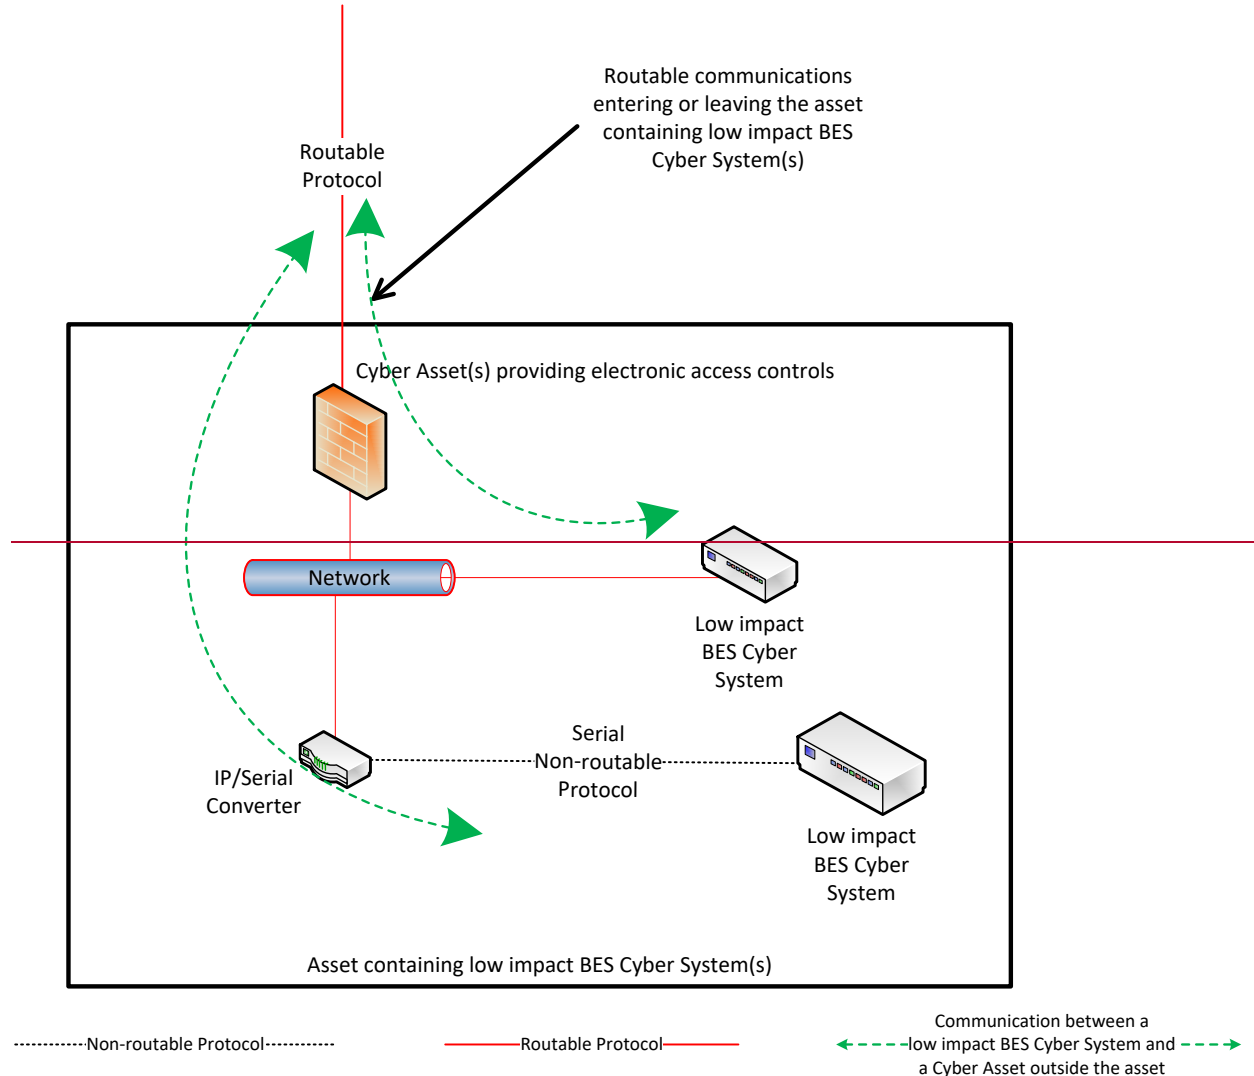 Routable communications
entering or leaving the asset
containing low impact BES
Cyber System(s)
Routable
Protocol
Cyber Asset(s) providing electronic access controls
Network
Low impact
BES Cyber
System
Serial
Non-routable
Protocol
IP/Serial
Converter
Low impact
BES Cyber
System
Asset containing low impact BES Cyber System(s)
Non-routable Protocol
Routable Protocol
Communication between a
low impact BES Cyber System and
a Cyber Asset outside the asset